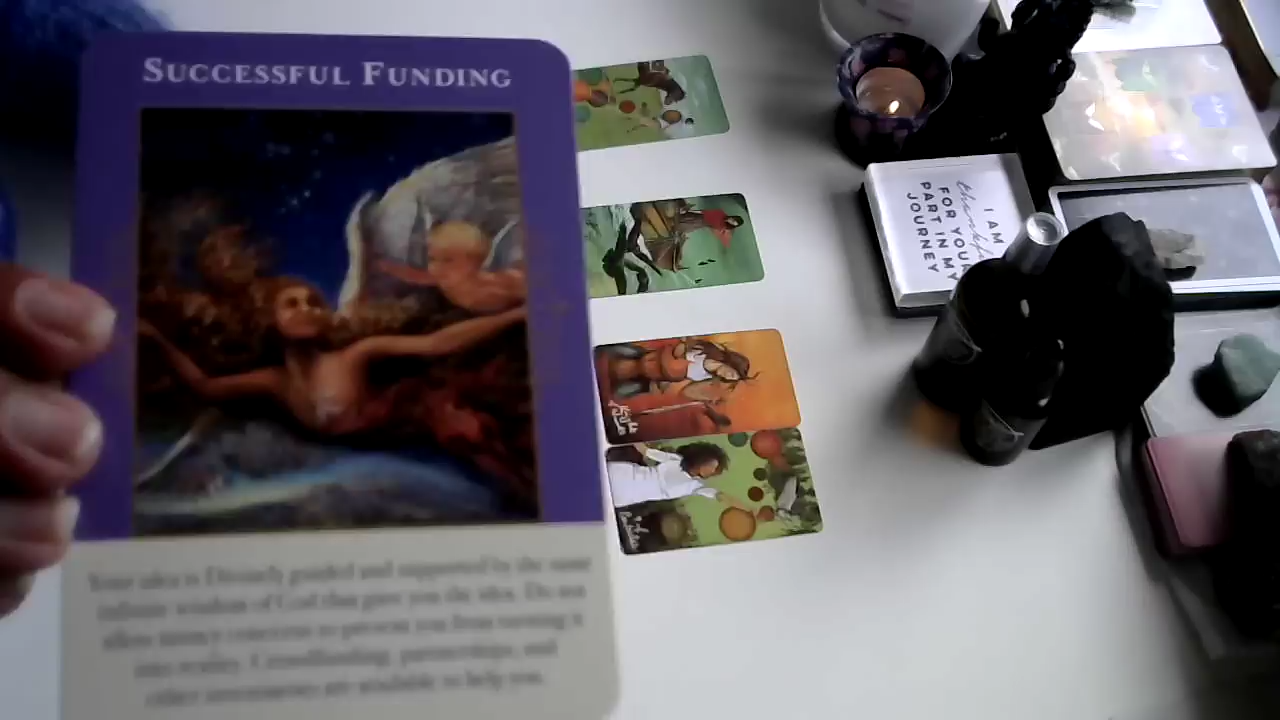 SUCCESSFUL FUNDING
Your idea is Divinely guided and supported by the same
infinite wisdom of God that gave you the idea. Do not
allow money concerns to prevent you from turning it
into reality. Crowdfunding, partnerships, and
other investments are available to help you.
I AM
thankful
FOR YOUR
PART IN MY
JOURNEY